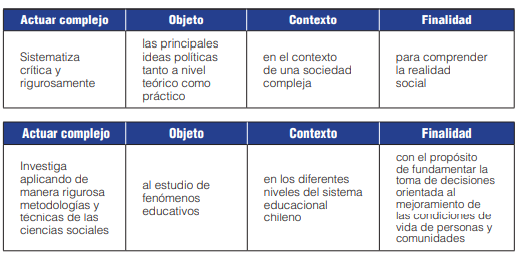 Actuar complejo Objeto Contexto Finalidad
Sistematiza
crítica y
rigurosamente
las principales
ideas políticas
tanto a nivel
teórico como
práctico
en el contexto
de una sociedad
compleja
para comprender
la realidad
social
Actuar complejo Objeto Contexto Finalidad
Investiga
aplicando de
manera rigurosa
metodologías y
técnicas de las
ciencias sociales
al estudio de
fenómenos
educativos
en los diferentes
niveles del sistema
educacional
chileno
con el propósito
de fundamentar la
toma de decisiones
orientada al
mejoramiento de
las condiciones de
vida de personas y
comunidades